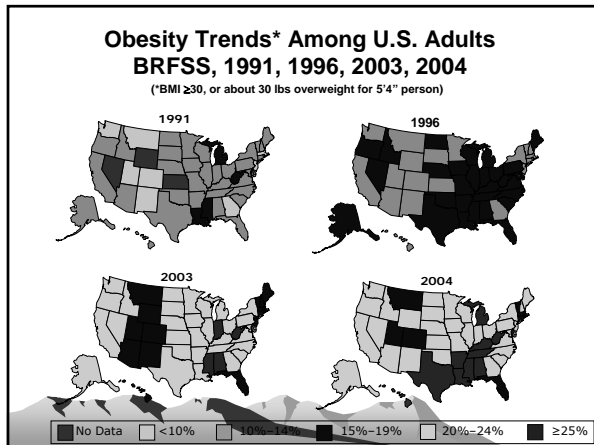 Obesity Trends* Among U.S. Adults
BRFSS, 1991, 1996, 2003, 2004
(*BMI ≥30, or about 30 lbs overweight for 5'4” person)
1991
1996
2003
2004
No Data
<10%
10%–14%
15%–19%
20%–24%
≥25%